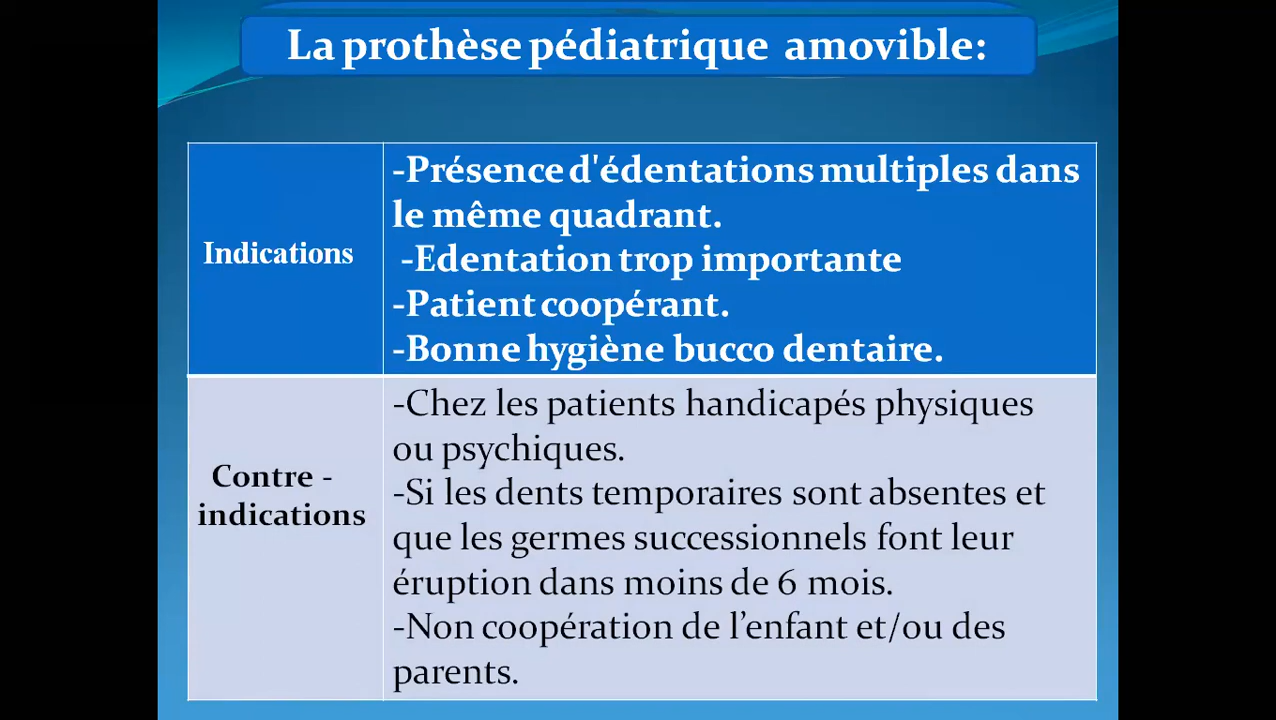 La prothèse pédiatrique amovible:
Indications
-Présence d'édentations multiples dans
le même quadrant.
-Edentation trop importante
-Patient coopérant.
-Bonne hygiène bucco dentaire.
Contre -
indications
-Chez les patients handicapés physiques
ou psychiques.
-Si les dents temporaires sont absentes et
que les germes successionnels font leur
éruption dans moins de 6 mois.
-Non coopération de l’enfant et/ou des
parents.